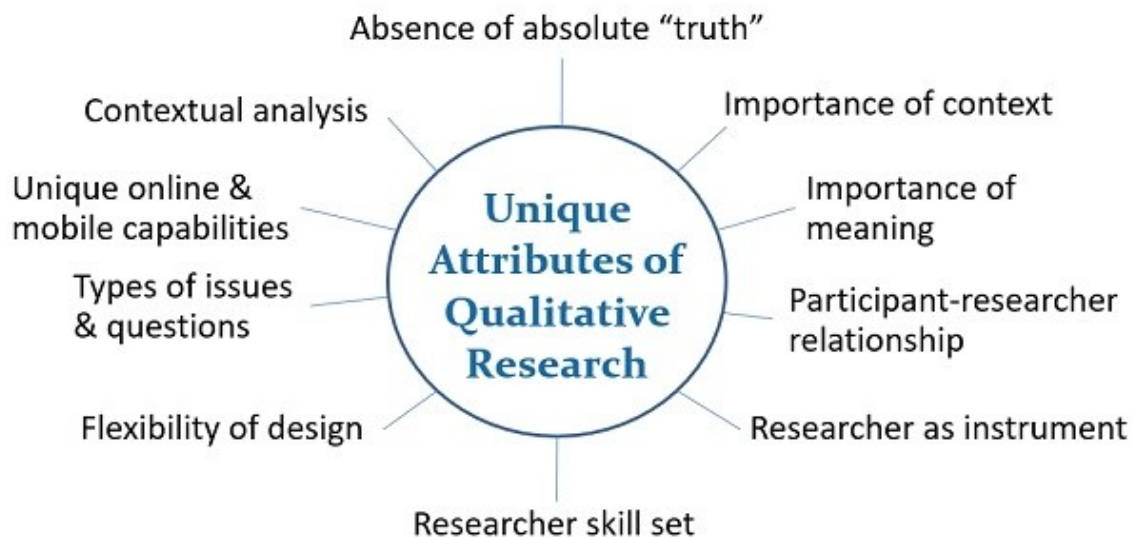 Absence of absolute “truth”
Importance of context
Importance of
meaning
Participant-researcher
relationship
Researcher as instrument
Researcher skill set
Flexibility of design
Types of issues
& questions
Unique online &
mobile capabilities
Contextual analysis
Unique
Attributes of
Qualitative
Research